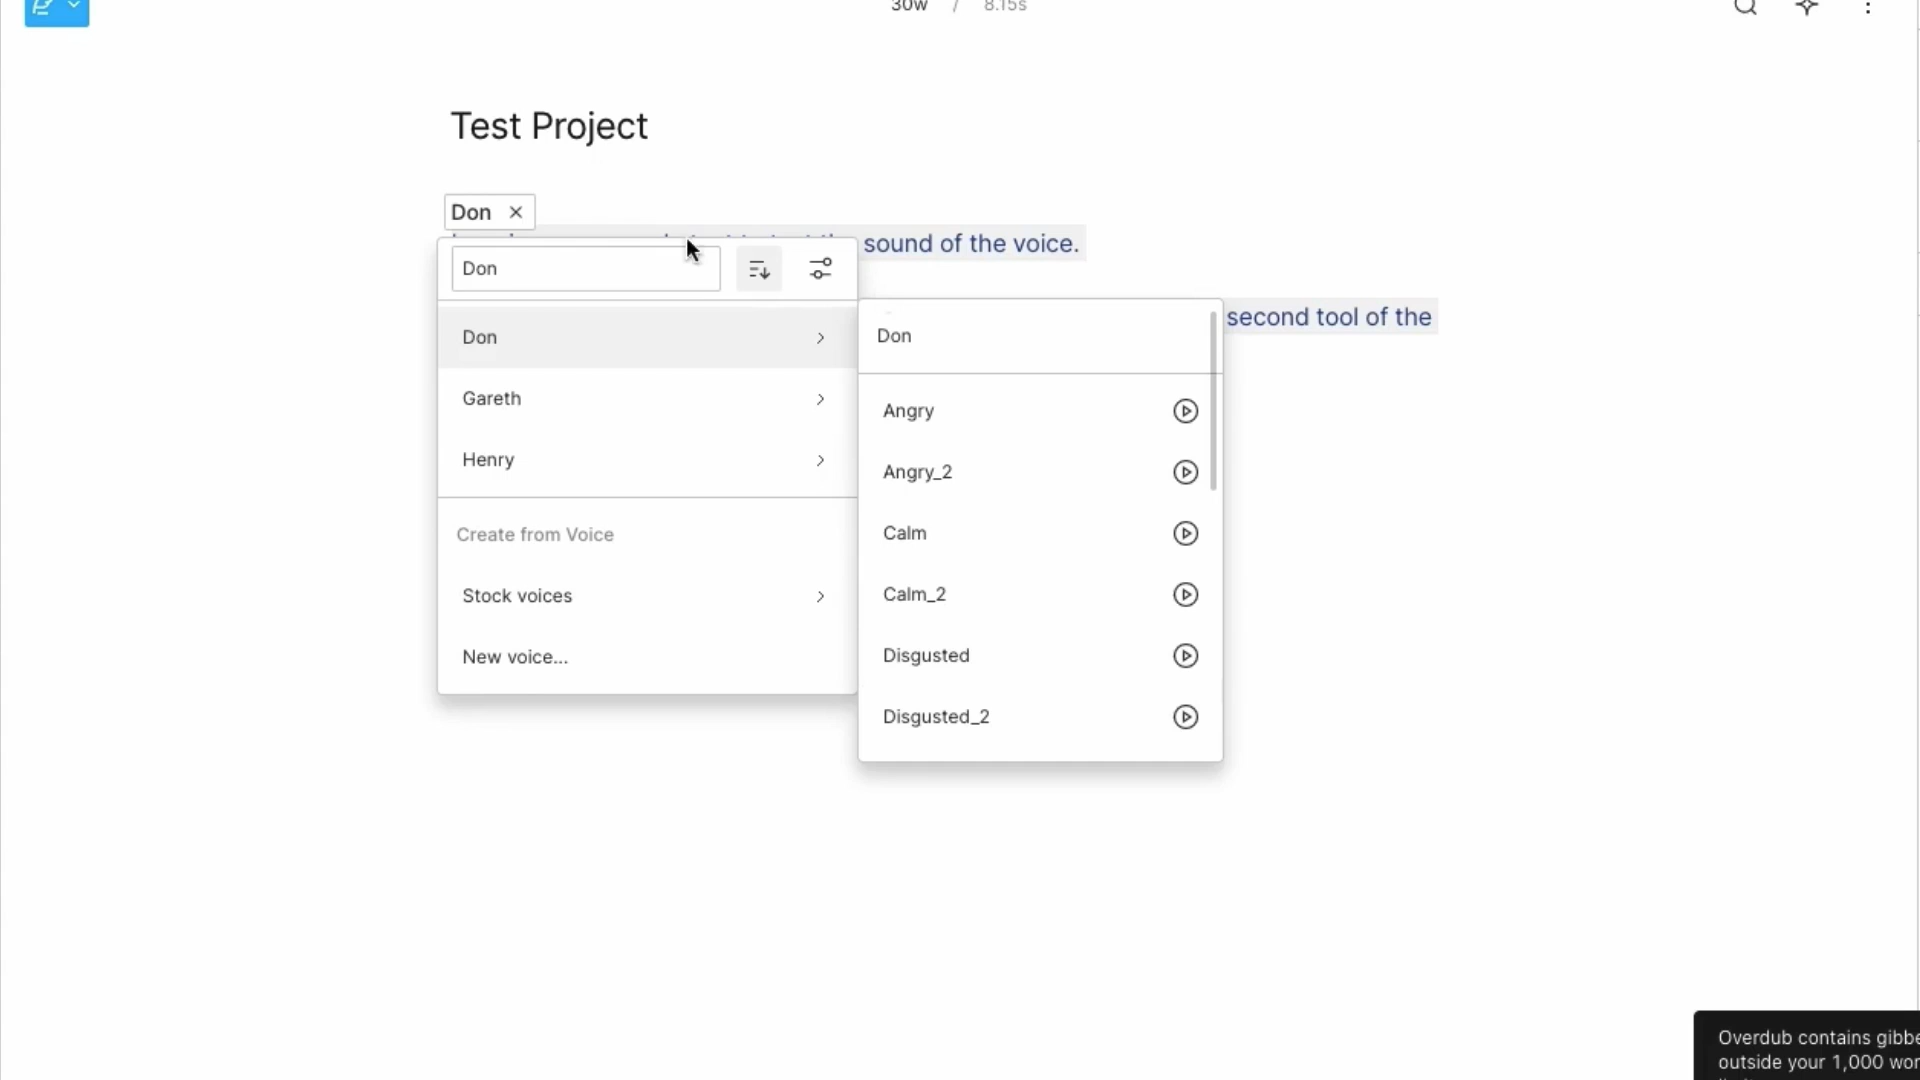 30w / 8.15s
Test Project
Don
sound of the voice.
Don
second tool of the
Don
Gareth
Henry
Create from Voice
Stock voices
New voice...
Don
Angry
Angry_2
Calm
Calm_2
Disgusted
Disgusted_2
Overdub contains
outside your 1,000